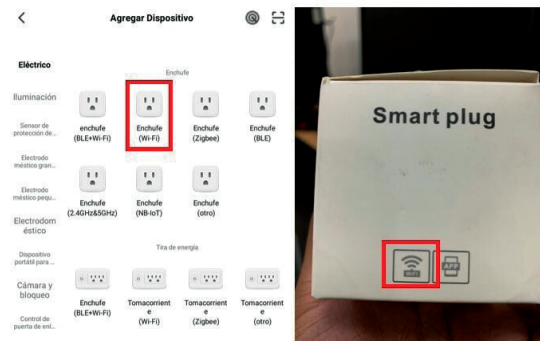 Agregar Dispositivo
Eléctrico
Enchufe
Iluminación
Sensor de
protección de...
Electrodo
méstico gran...
Electrodo
méstico pequ...
Electrodom
éstico
Dispositivo
portátil para ...
Cámara y
bloqueo
Control de
puerta de enl...
enchufe
(BLE+Wi-Fi)
Enchufe
(Wi-Fi)
Enchufe
(Zigbee)
Enchufe
(BLE)
Enchufe
(2.4GHz&5GHz)
Enchufe
(NB-IoT)
Enchufe
(otro)
Tira de energía
Enchufe
(BLE+Wi-Fi)
Tomacorrient
e
(Wi-Fi)
Tomacorrient
e
(Zigbee)
Tomacorrient
e
(otro)
Smart plug
WIFI
APP